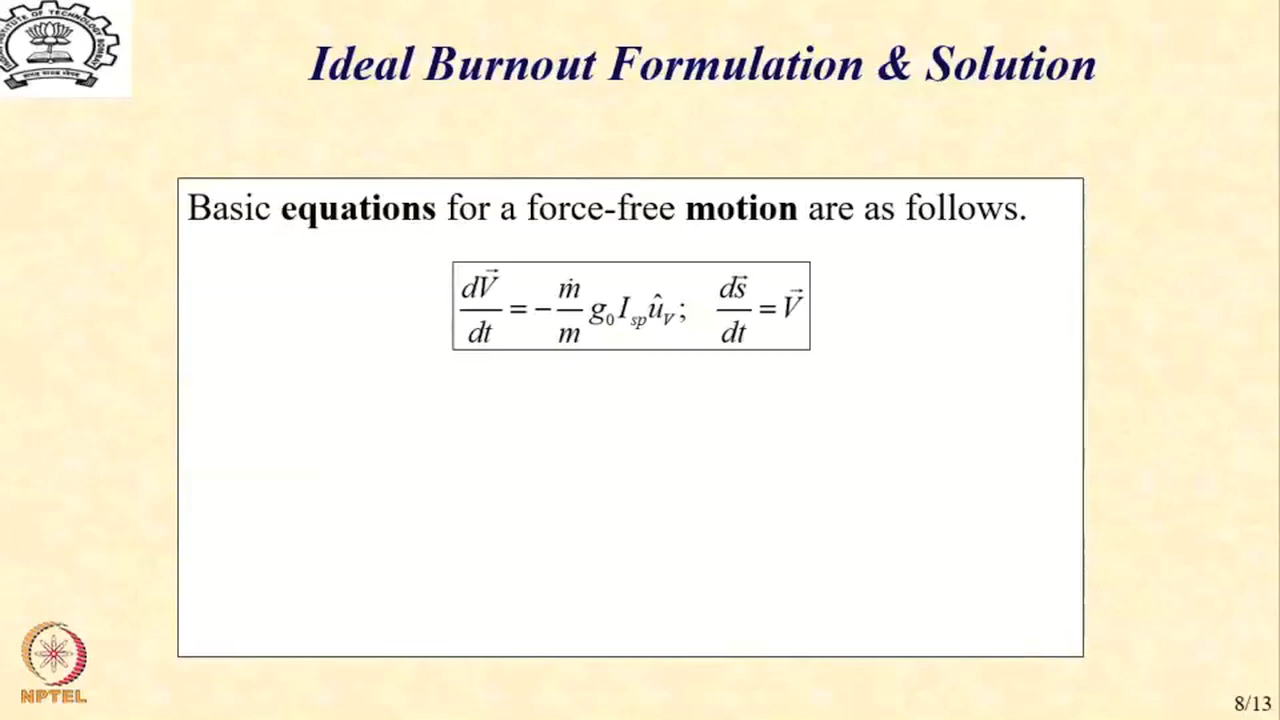 Ideal Burnout Formulation & Solution
Basic equations for a force-free motion are as follows.
dV⃗/dt = − ṁ/m g₀ I_sp û_V ;   ds⃗/dt = V⃗
NPTEL
8/13